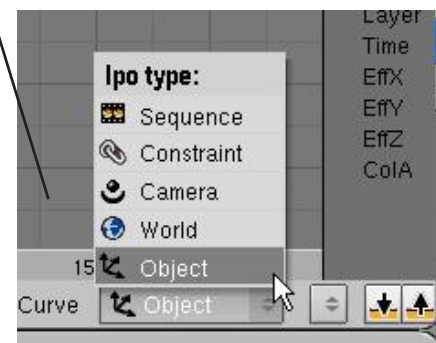 Layer
Time
EffX
EffY
EffZ
ColA
Ipo type:
Sequence
Constraint
Camera
World
Object
15
Curve
Object